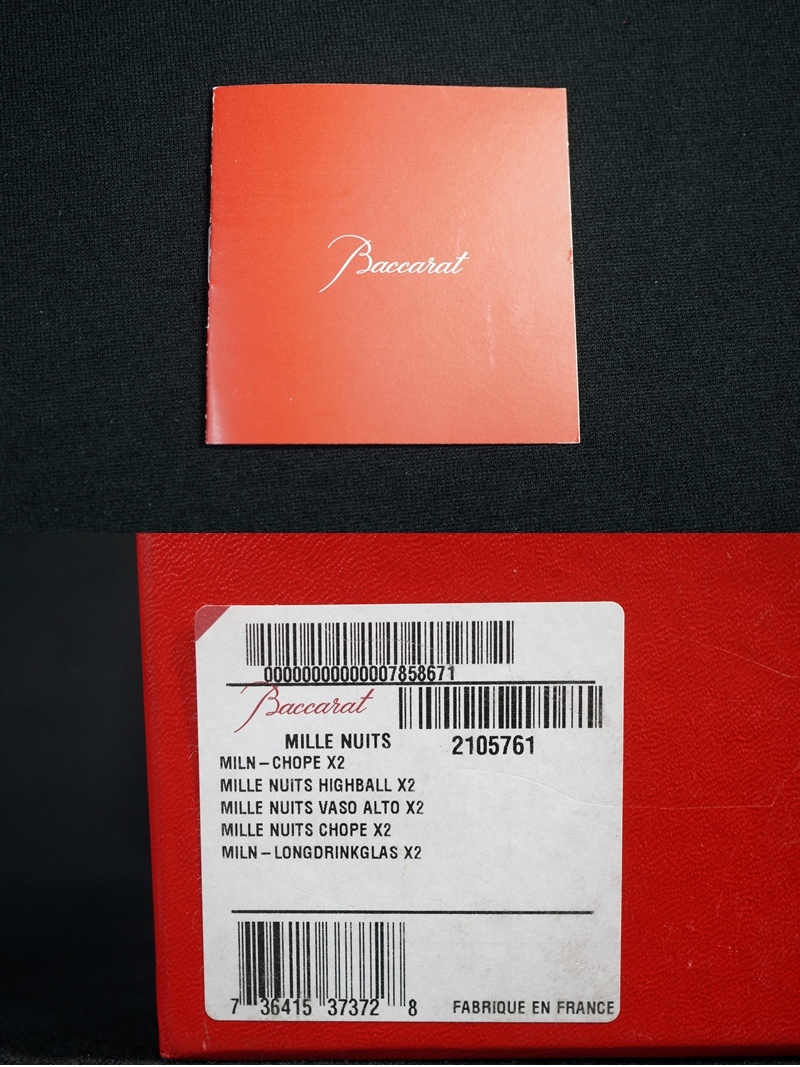 Baccarat
00000000000007858671
Baccarat
MILLE NUITS
2105761
MILN-CHOPE X2
MILLE NUITS HIGHBALL X2
MILLE NUITS VASO ALTO X2
MILLE NUITS CHOPE X2
MILN-LONGDRINKGLAS X2
7 36415 37372 8
FABRIQUE EN FRANCE